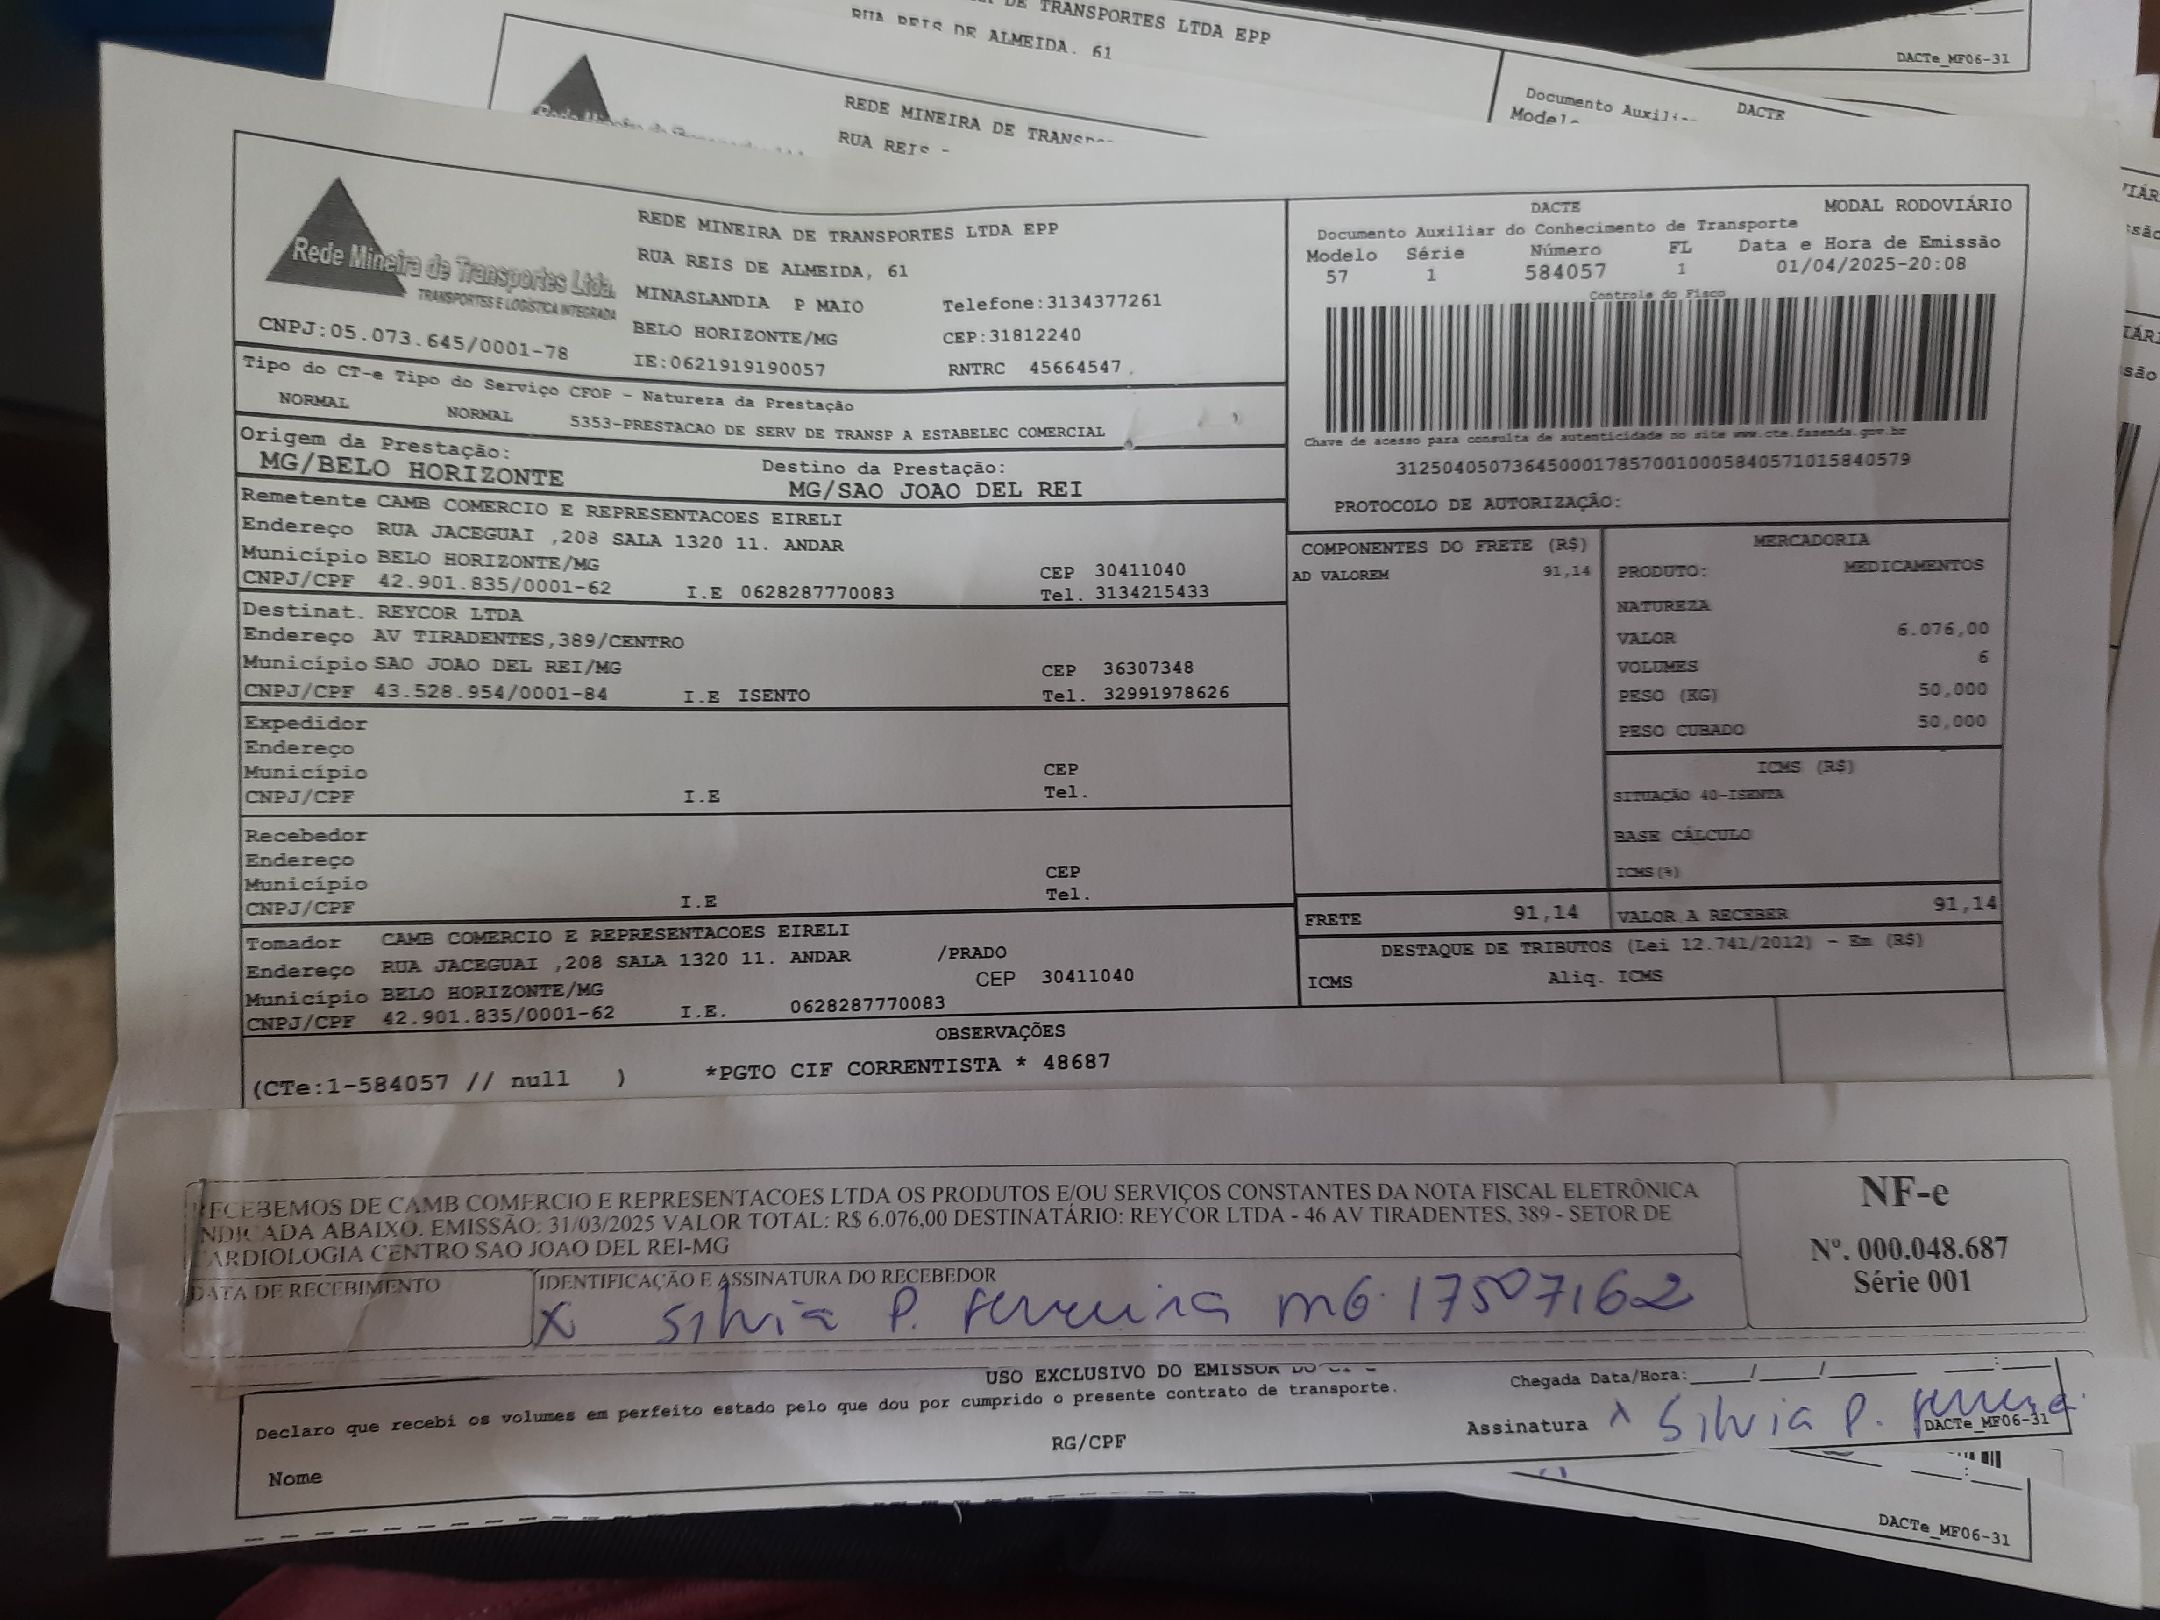 DE TRANSPORTES LTDA EPP
RUA REIS DE ALMEIDA, 61
DACTe_MF06-31
REDE MINEIRA DE
RUA REIS
Documento
DACTE
REDE MINEIRA DE TRANSPORTES LTDA EPP
RUA REIS DE ALMEIDA, 61
MINASLANDIA P MAIO Telefone:3134377261
BELO HORIZONTE/MG CEP:31812240
IE:0621919190057 RNTRC 45664547
Rede Mineira de Transportes Ltda.
TRANSPORTES E LOGÍSTICA INTEGRADA
CNPJ:05.073.645/0001-78
DACTE MODAL RODOVIÁRIO
Documento Auxiliar do Conhecimento de Transporte
Modelo Série Número FL Data e Hora de Emissão
57 1 584057 1 01/04/2025-20:08
Controle do Fisco
Chave de acesso para consulta de autenticidade no site www.cte.fazenda.gov.br
31250405073645000178570010005840571015840579
PROTOCOLO DE AUTORIZAÇÃO:
Tipo do CT-e Tipo do Serviço CFOP - Natureza da Prestação
NORMAL NORMAL 5353-PRESTACAO DE SERV DE TRANSP A ESTABELEC COMERCIAL
Origem da Prestação: Destino da Prestação:
MG/BELO HORIZONTE MG/SAO JOAO DEL REI
Remetente CAMB COMERCIO E REPRESENTACOES EIRELI
Endereço RUA JACEGUAI ,208 SALA 1320 11. ANDAR
Município BELO HORIZONTE/MG CEP 30411040
CNPJ/CPF 42.901.835/0001-62 I.E 0628287770083 Tel. 3134215433
Destinat. REYCOR LTDA
Endereço AV TIRADENTES,389/CENTRO
Município SAO JOAO DEL REI/MG CEP 36307348
CNPJ/CPF 43.528.954/0001-84 I.E ISENTO Tel. 32991978626
Expedidor
Endereço
Município CEP
CNPJ/CPF I.E Tel.
Recebedor
Endereço
Município CEP
CNPJ/CPF I.E Tel.
Tomador CAMB COMERCIO E REPRESENTACOES EIRELI
Endereço RUA JACEGUAI ,208 SALA 1320 11. ANDAR /PRADO
Município BELO HORIZONTE/MG CEP 30411040
CNPJ/CPF 42.901.835/0001-62 I.E. 0628287770083
COMPONENTES DO FRETE (R$)
AD VALOREM 91,14
MERCADORIA
PRODUTO: MEDICAMENTOS
NATUREZA
VALOR 6.076,00
VOLUMES 6
PESO (KG) 50,000
PESO CUBADO 50,000
ICMS (R$)
SITUAÇÃO 40-ISENTA
BASE CÁLCULO
ICMS(%)
FRETE 91,14 VALOR A RECEBER 91,14
DESTAQUE DE TRIBUTOS (Lei 12.741/2012) - Em (R$)
ICMS Aliq. ICMS
OBSERVAÇÕES
(CTe:1-584057 // null ) *PGTO CIF CORRENTISTA * 48687
ECEBEMOS DE CAMB COMERCIO E REPRESENTACOES LTDA OS PRODUTOS E/OU SERVIÇOS CONSTANTES DA NOTA FISCAL ELETRÔNICA
NDICADA ABAIXO. EMISSÃO: 31/03/2025 VALOR TOTAL: R$ 6.076,00 DESTINATÁRIO: REYCOR LTDA - 46 AV TIRADENTES, 389 - SETOR DE
ARDIOLOGIA CENTRO SAO JOAO DEL REI-MG
DATA DE RECEBIMENTO IDENTIFICAÇÃO E ASSINATURA DO RECEBEDOR
X Silvia P. Ferreira MG. 17507162
NF-e
Nº. 000.048.687
Série 001
USO EXCLUSIVO DO EMISSOR DO
Declaro que recebi os volumes em perfeito estado pelo que dou por cumprido o presente contrato de transporte.
Chegada Data/Hora:____/____/______ ___:___
Nome RG/CPF Assinatura X Silvia P. Ferreira
DACTe_MF06-31
DACTe_MF06-31